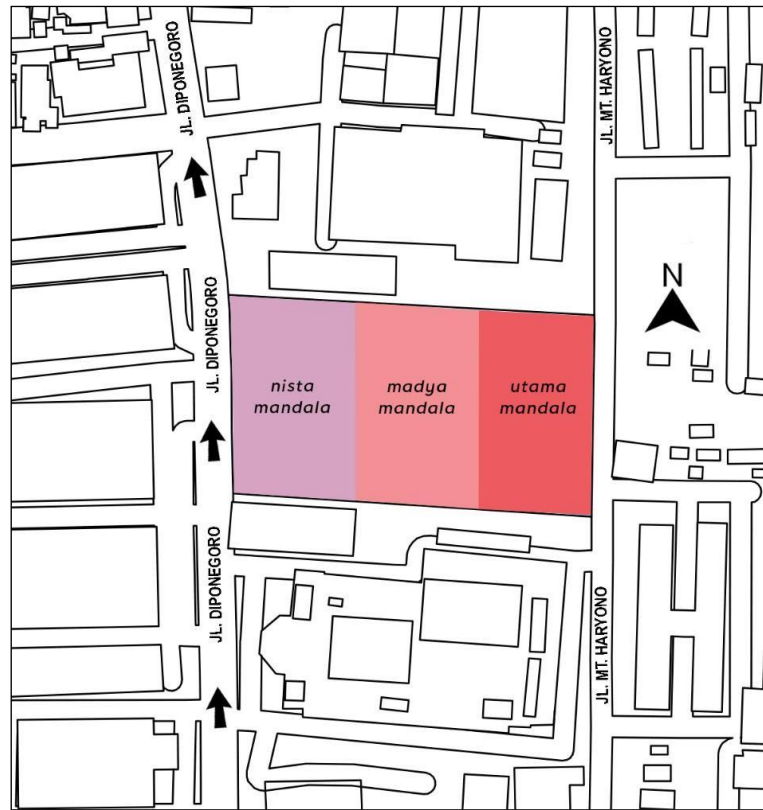 JL. DIPONEGORO
JL. MT. HARYONO
N
JL. DIPONEGORO
nista
mandala
madya
mandala
utama
mandala
JL. DIPONEGORO
JL. MT. HARYONO